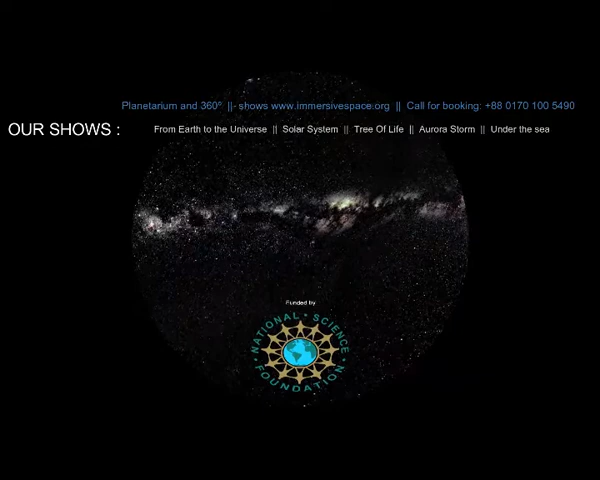 Planetarium and 360° ||- shows www.immersivespace.org || Call for booking: +88 0170 100 5490
OUR SHOWS : From Earth to the Universe || Solar System || Tree Of Life || Aurora Storm || Under the sea
Funded by
NATIONAL • SCIENCE • FOUNDATION •